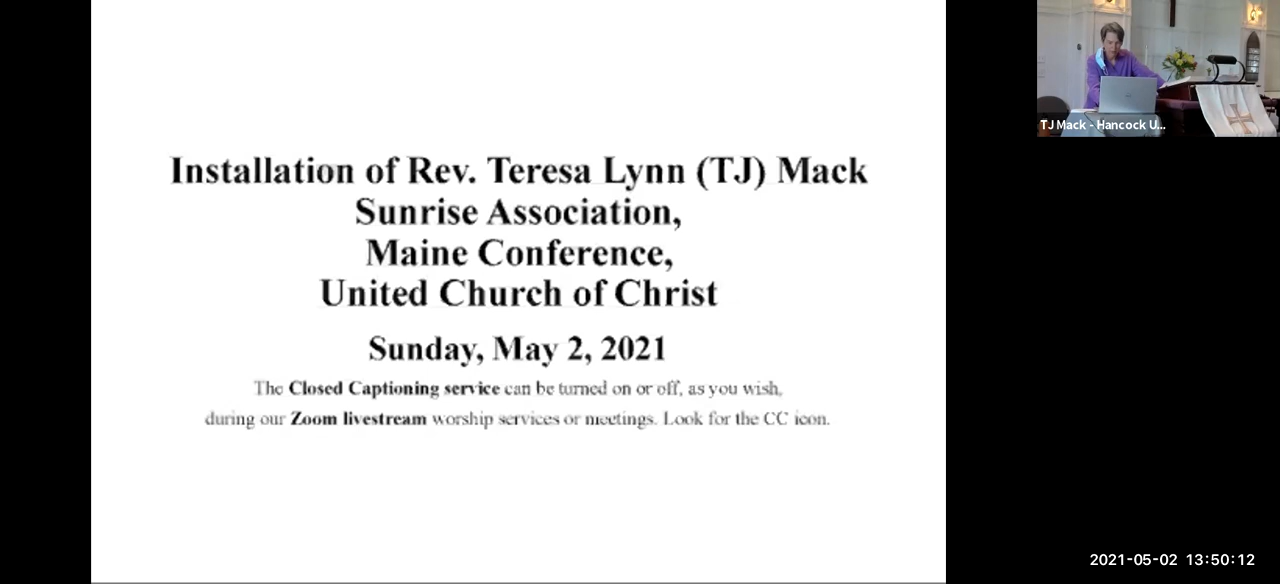 Installation of Rev. Teresa Lynn (TJ) Mack
Sunrise Association,
Maine Conference,
United Church of Christ
Sunday, May 2, 2021
The Closed Captioning service can be turned on or off, as you wish,
during our Zoom livestream worship services or meetings. Look for the CC icon.
TJ Mack - Hancock U...
2021-05-02 13:50:12